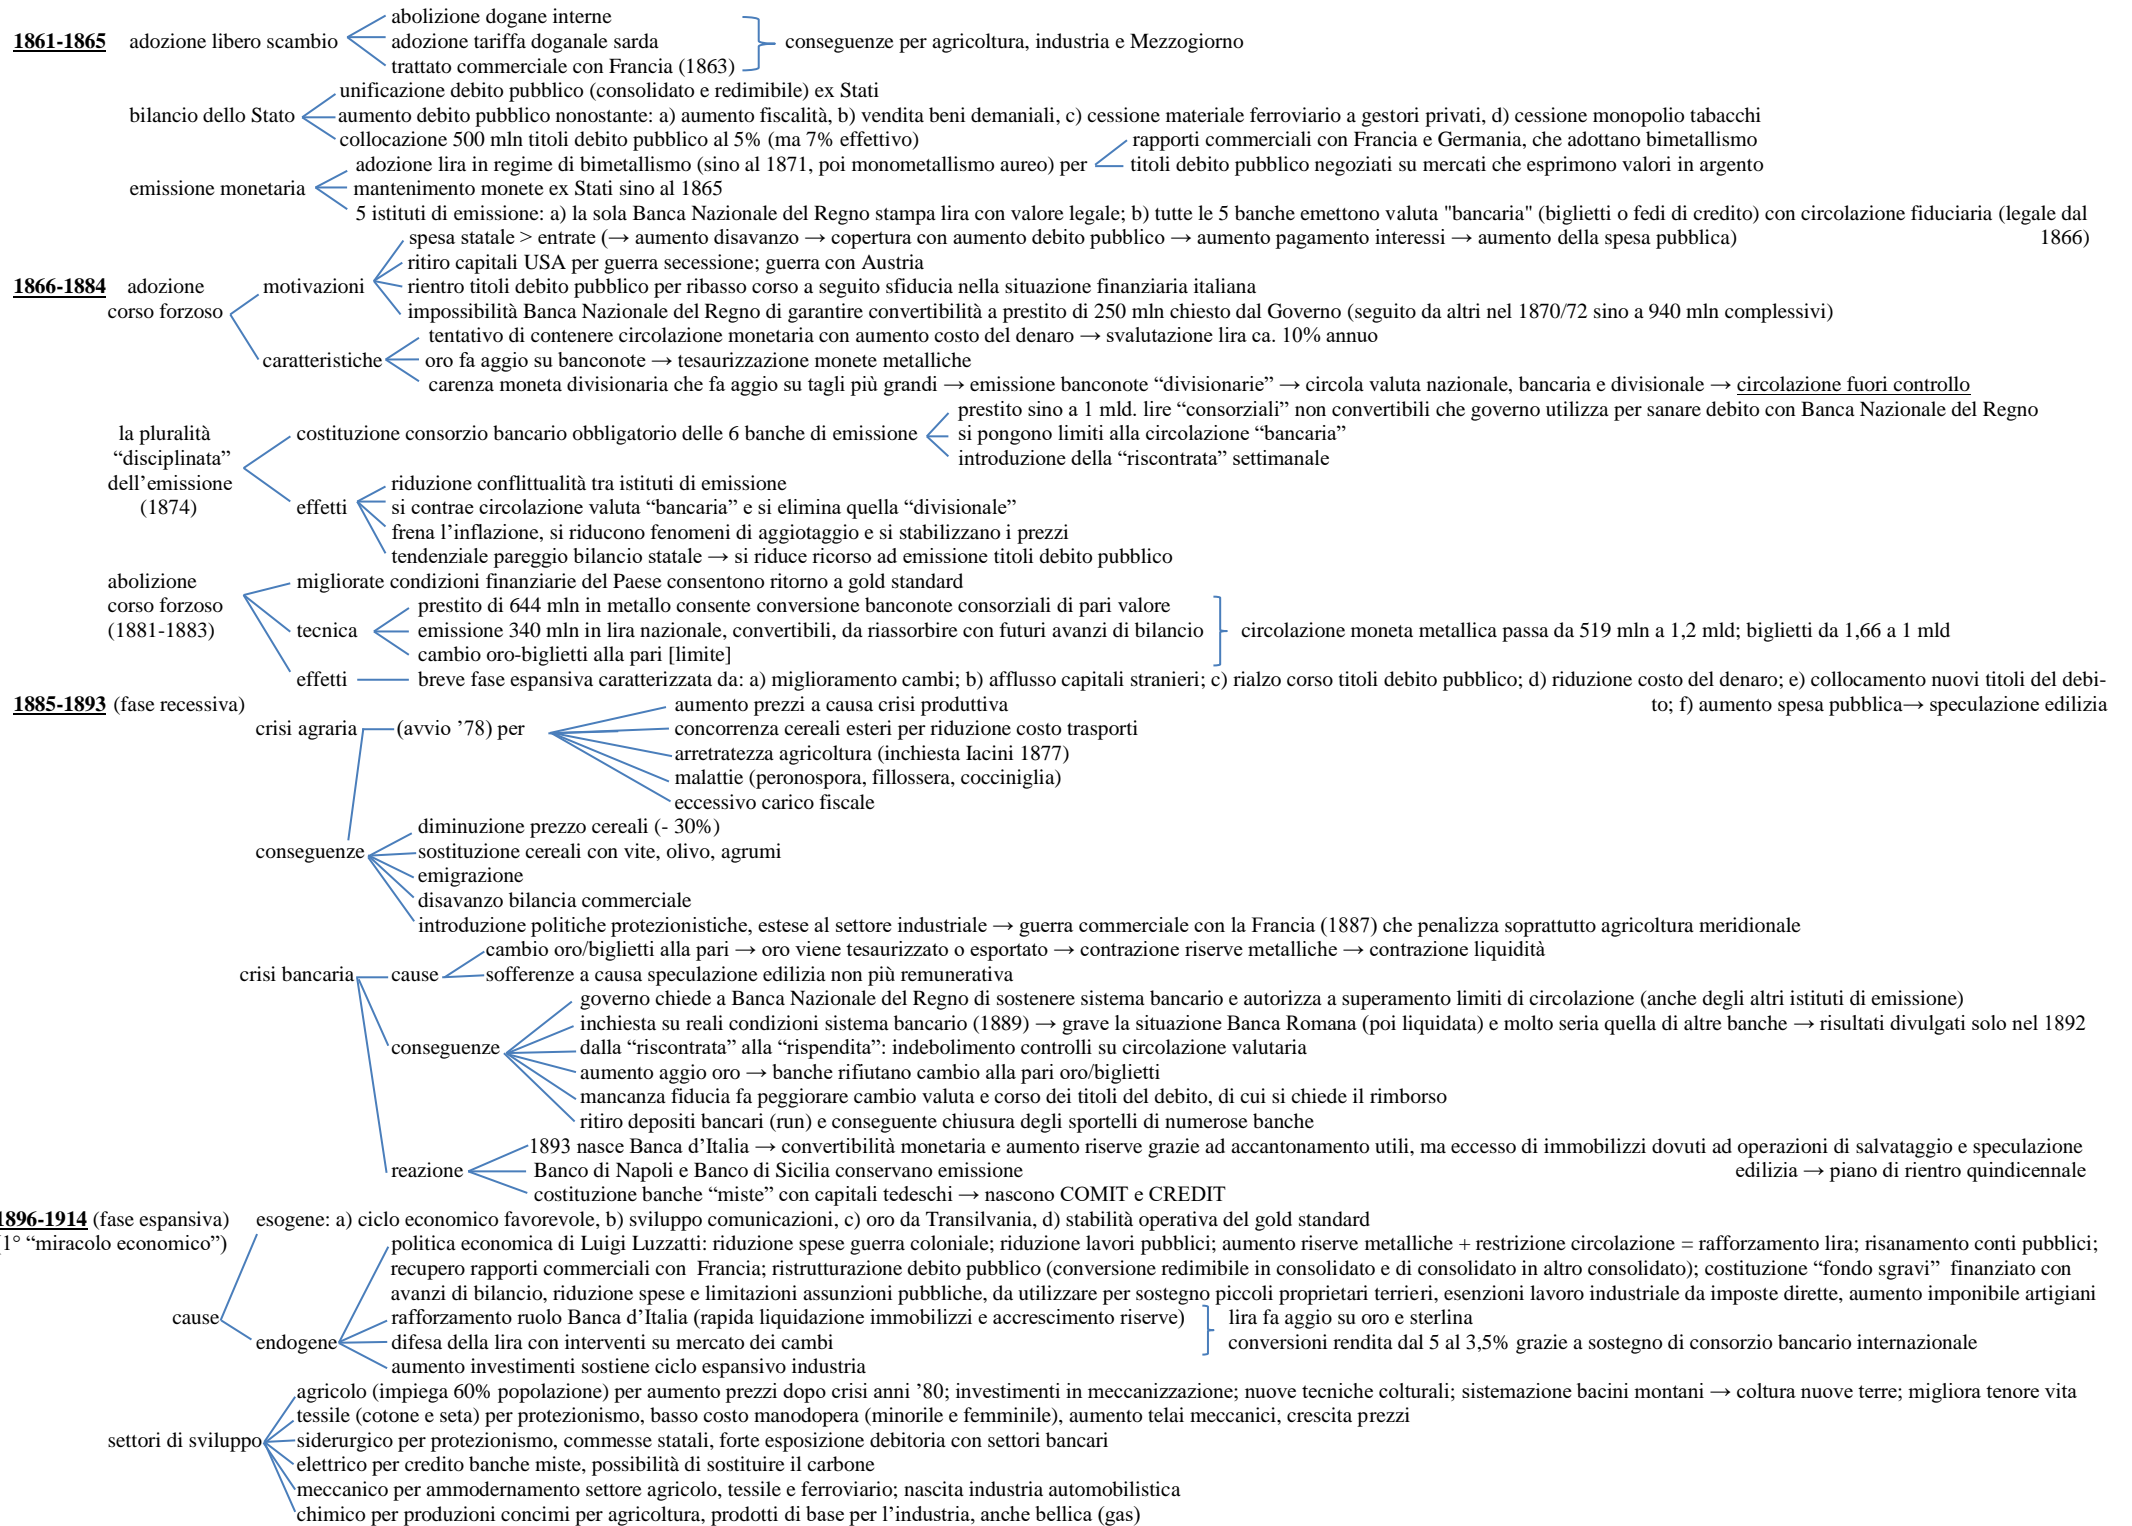 abolizione dogane interne
1861-1865 adozione libero scambio adozione tariffa doganale sarda conseguenze per agricoltura, industria e Mezzogiorno
trattato commerciale con Francia (1863)
unificazione debito pubblico (consolidato e redimibile) ex Stati
bilancio dello Stato aumento debito pubblico nonostante: a) aumento fiscalità, b) vendita beni demaniali, c) cessione materiale ferroviario a gestori privati, d) cessione monopolio tabacchi
collocazione 500 mln titoli debito pubblico al 5% (ma 7% effettivo) rapporti commerciali con Francia e Germania, che adottano bimetallismo
adozione lira in regime di bimetallismo (sino al 1871, poi monometallismo aureo) per titoli debito pubblico negoziati su mercati che esprimono valori in argento
emissione monetaria mantenimento monete ex Stati sino al 1865
5 istituti di emissione: a) la sola Banca Nazionale del Regno stampa lira con valore legale; b) tutte le 5 banche emettono valuta "bancaria" (biglietti o fedi di credito) con circolazione fiduciaria (legale dal
spesa statale > entrate (→ aumento disavanzo → copertura con aumento debito pubblico → aumento pagamento interessi → aumento della spesa pubblica) 1866)
ritiro capitali USA per guerra secessione; guerra con Austria
1866-1884 adozione motivazioni rientro titoli debito pubblico per ribasso corso a seguito sfiducia nella situazione finanziaria italiana
corso forzoso impossibilità Banca Nazionale del Regno di garantire convertibilità a prestito di 250 mln chiesto dal Governo (seguito da altri nel 1870/72 sino a 940 mln complessivi)
tentativo di contenere circolazione monetaria con aumento costo del denaro → svalutazione lira ca. 10% annuo
caratteristiche oro fa aggio su banconote → tesaurizzazione monete metalliche
carenza moneta divisionaria che fa aggio su tagli più grandi → emissione banconote “divisionarie” → circola valuta nazionale, bancaria e divisionale → circolazione fuori controllo
prestito sino a 1 mld. lire “consorziali” non convertibili che governo utilizza per sanare debito con Banca Nazionale del Regno
la pluralità costituzione consorzio bancario obbligatorio delle 6 banche di emissione si pongono limiti alla circolazione “bancaria”
“disciplinata” introduzione della “riscontrata” settimanale
dell’emissione riduzione conflittualità tra istituti di emissione
(1874) effetti si contrae circolazione valuta “bancaria” e si elimina quella “divisionale”
frena l’inflazione, si riducono fenomeni di aggiotaggio e si stabilizzano i prezzi
tendenziale pareggio bilancio statale → si riduce ricorso ad emissione titoli debito pubblico
abolizione migliorate condizioni finanziarie del Paese consentono ritorno a gold standard
corso forzoso prestito di 644 mln in metallo consente conversione banconote consorziali di pari valore
(1881-1883) tecnica emissione 340 mln in lira nazionale, convertibili, da riassorbire con futuri avanzi di bilancio circolazione moneta metallica passa da 519 mln a 1,2 mld; biglietti da 1,66 a 1 mld
cambio oro-biglietti alla pari [limite]
effetti breve fase espansiva caratterizzata da: a) miglioramento cambi; b) afflusso capitali stranieri; c) rialzo corso titoli debito pubblico; d) riduzione costo del denaro; e) collocamento nuovi titoli del debi-
1885-1893 (fase recessiva) aumento prezzi a causa crisi produttiva to; f) aumento spesa pubblica→ speculazione edilizia
crisi agraria (avvio ’78) per concorrenza cereali esteri per riduzione costo trasporti
arretratezza agricoltura (inchiesta Iacini 1877)
malattie (peronospora, fillossera, cocciniglia)
eccessivo carico fiscale
diminuzione prezzo cereali (- 30%)
conseguenze sostituzione cereali con vite, olivo, agrumi
emigrazione
disavanzo bilancia commerciale
introduzione politiche protezionistiche, estese al settore industriale → guerra commerciale con la Francia (1887) che penalizza soprattutto agricoltura meridionale
cambio oro/biglietti alla pari → oro viene tesaurizzato o esportato → contrazione riserve metalliche → contrazione liquidità
crisi bancaria cause sofferenze a causa speculazione edilizia non più remunerativa
governo chiede a Banca Nazionale del Regno di sostenere sistema bancario e autorizza a superamento limiti di circolazione (anche degli altri istituti di emissione)
inchiesta su reali condizioni sistema bancario (1889) → grave la situazione Banca Romana (poi liquidata) e molto seria quella di altre banche → risultati divulgati solo nel 1892
conseguenze dalla “riscontrata” alla “rispendita”: indebolimento controlli su circolazione valutaria
aumento aggio oro → banche rifiutano cambio alla pari oro/biglietti
mancanza fiducia fa peggiorare cambio valuta e corso dei titoli del debito, di cui si chiede il rimborso
ritiro depositi bancari (run) e conseguente chiusura degli sportelli di numerose banche
1893 nasce Banca d’Italia → convertibilità monetaria e aumento riserve grazie ad accantonamento utili, ma eccesso di immobilizzi dovuti ad operazioni di salvataggio e speculazione
reazione Banco di Napoli e Banco di Sicilia conservano emissione edilizia → piano di rientro quindicennale
costituzione banche “miste” con capitali tedeschi → nascono COMIT e CREDIT
1896-1914 (fase espansiva) esogene: a) ciclo economico favorevole, b) sviluppo comunicazioni, c) oro da Transilvania, d) stabilità operativa del gold standard
1° “miracolo economico”) politica economica di Luigi Luzzatti: riduzione spese guerra coloniale; riduzione lavori pubblici; aumento riserve metalliche + restrizione circolazione = rafforzamento lira; risanamento conti pubblici;
recupero rapporti commerciali con Francia; ristrutturazione debito pubblico (conversione redimibile in consolidato e di consolidato in altro consolidato); costituzione “fondo sgravi” finanziato con
avanzi di bilancio, riduzione spese e limitazioni assunzioni pubbliche, da utilizzare per sostegno piccoli proprietari terrieri, esenzioni lavoro industriale da imposte dirette, aumento imponibile artigiani
cause rafforzamento ruolo Banca d’Italia (rapida liquidazione immobilizzi e accrescimento riserve) lira fa aggio su oro e sterlina
endogene difesa della lira con interventi su mercato dei cambi conversioni rendita dal 5 al 3,5% grazie a sostegno di consorzio bancario internazionale
aumento investimenti sostiene ciclo espansivo industria
agricolo (impiega 60% popolazione) per aumento prezzi dopo crisi anni ’80; investimenti in meccanizzazione; nuove tecniche colturali; sistemazione bacini montani → coltura nuove terre; migliora tenore vita
tessile (cotone e seta) per protezionismo, basso costo manodopera (minorile e femminile), aumento telai meccanici, crescita prezzi
settori di sviluppo siderurgico per protezionismo, commesse statali, forte esposizione debitoria con settori bancari
elettrico per credito banche miste, possibilità di sostituire il carbone
meccanico per ammodernamento settore agricolo, tessile e ferroviario; nascita industria automobilistica
chimico per produzioni concimi per agricoltura, prodotti di base per l’industria, anche bellica (gas)